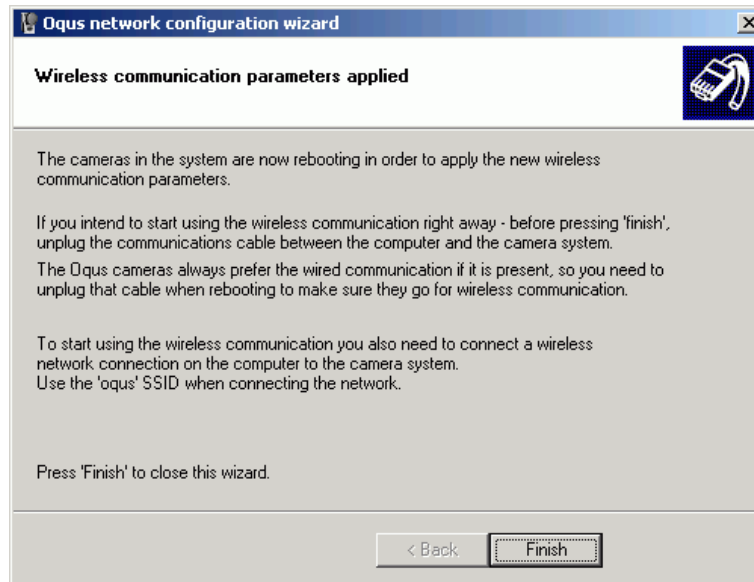 Oqus network configuration wizard
Wireless communication parameters applied
The cameras in the system are now rebooting in order to apply the new wireless
communication parameters.
If you intend to start using the wireless communication right away - before pressing 'finish',
unplug the communications cable between the computer and the camera system.
The Oqus cameras always prefer the wired communication if it is present, so you need to
unplug that cable when rebooting to make sure they go for wireless communication.
To start using the wireless communication you also need to connect a wireless
network connection on the computer to the camera system.
Use the 'oqus' SSID when connecting the network.
Press 'Finish' to close this wizard.
< Back Finish